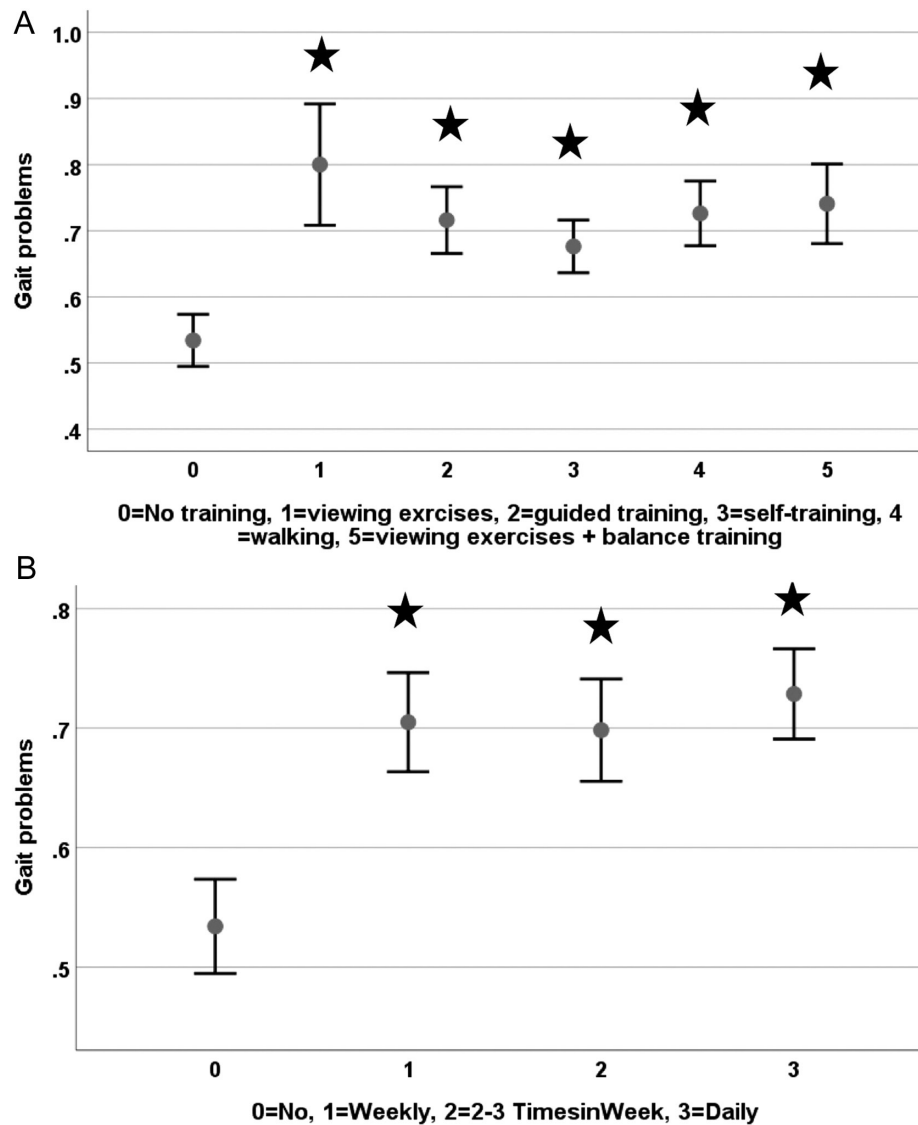 A
1.0
.9
.8
.7
.6
.5
.4
Gait problems
0 1 2 3 4 5
0=No training, 1=viewing exrcises, 2=guided training, 3=self-training, 4
=walking, 5=viewing exercises + balance training
B
.8
.7
.6
.5
Gait problems
0 1 2 3
0=No, 1=Weekly, 2=2-3 TimesinWeek, 3=Daily